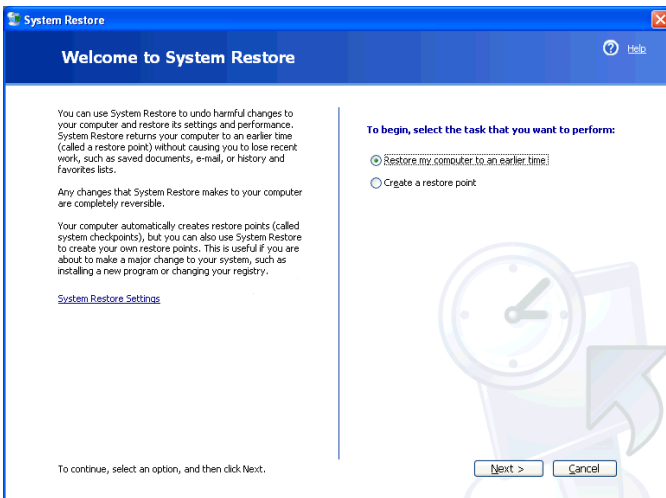 System Restore
Welcome to System Restore
Help
You can use System Restore to undo harmful changes to
your computer and restore its settings and performance.
System Restore returns your computer to an earlier time
(called a restore point) without causing you to lose recent
work, such as saved documents, e-mail, or history and
favorites lists.
Any changes that System Restore makes to your computer
are completely reversible.
Your computer automatically creates restore points (called
system checkpoints), but you can also use System Restore
to create your own restore points. This is useful if you are
about to make a major change to your system, such as
installing a new program or changing your registry.
System Restore Settings
To begin, select the task that you want to perform:
Restore my computer to an earlier time
Create a restore point
To continue, select an option, and then click Next.
Next >
Cancel